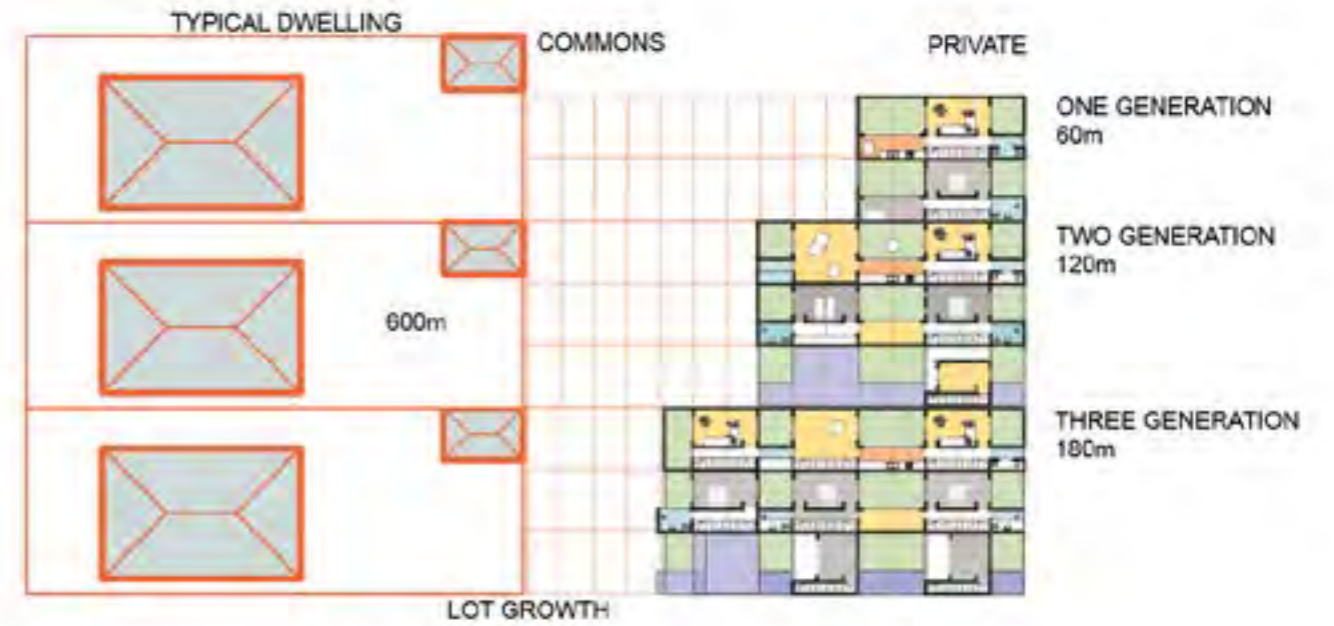 TYPICAL DWELLING
COMMONS
PRIVATE
ONE GENERATION
60m
TWO GENERATION
120m
600m
THREE GENERATION
180m
LOT GROWTH